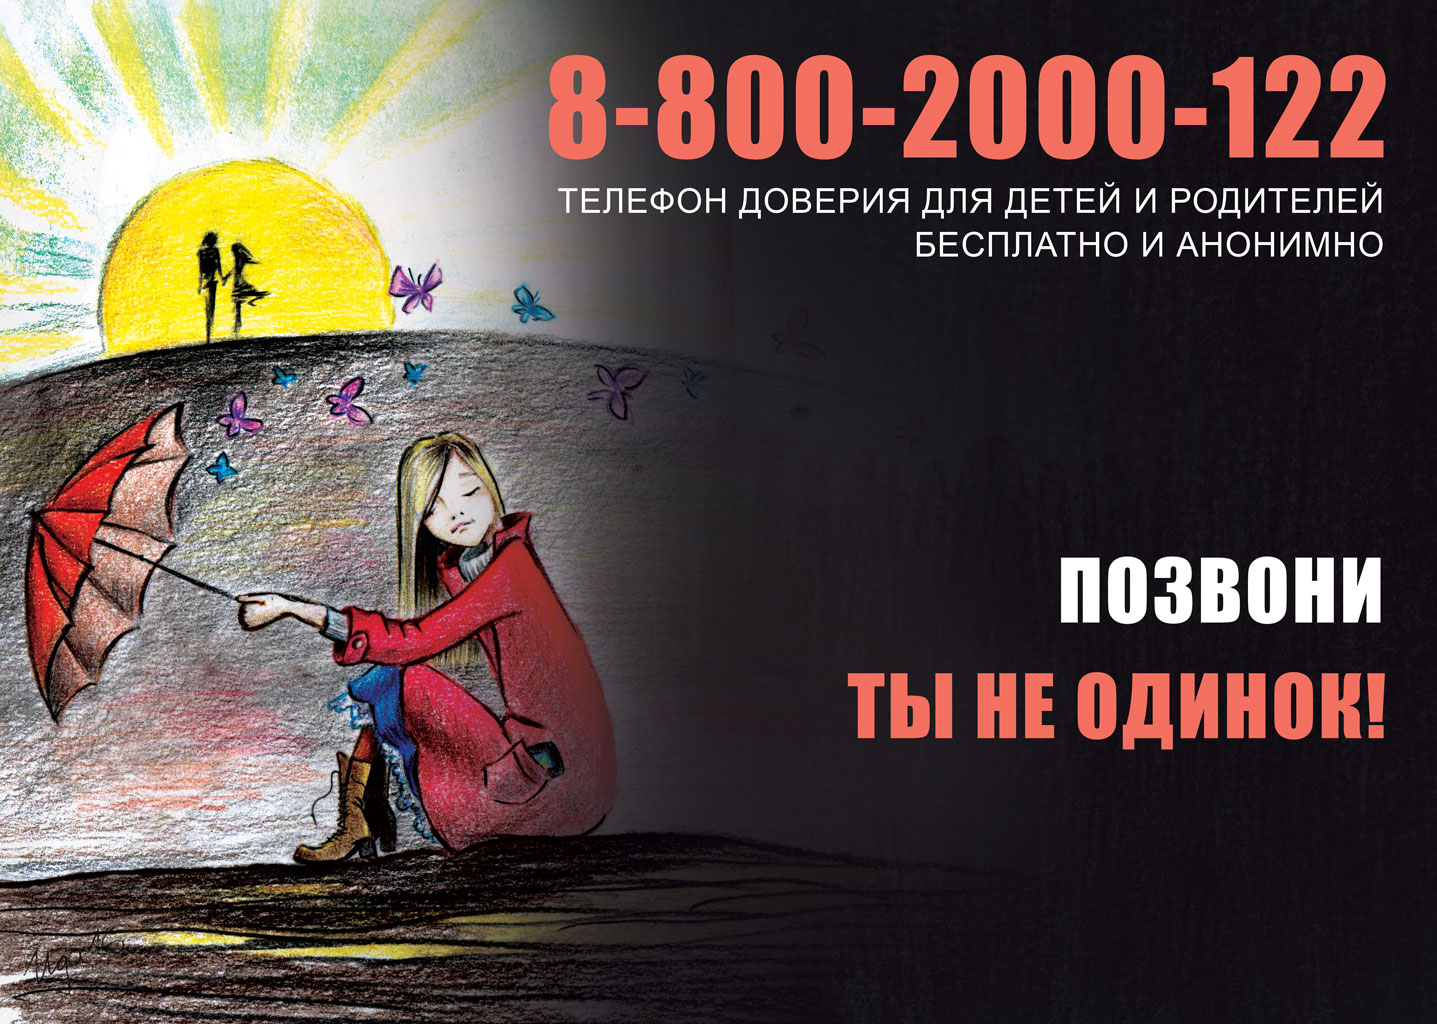 8-800-2000-122
ТЕЛЕФОН ДОВЕРИЯ ДЛЯ ДЕТЕЙ И РОДИТЕЛЕЙ
БЕСПЛАТНО И АНОНИМНО
ПОЗВОНИ
ТЫ НЕ ОДИНОК!